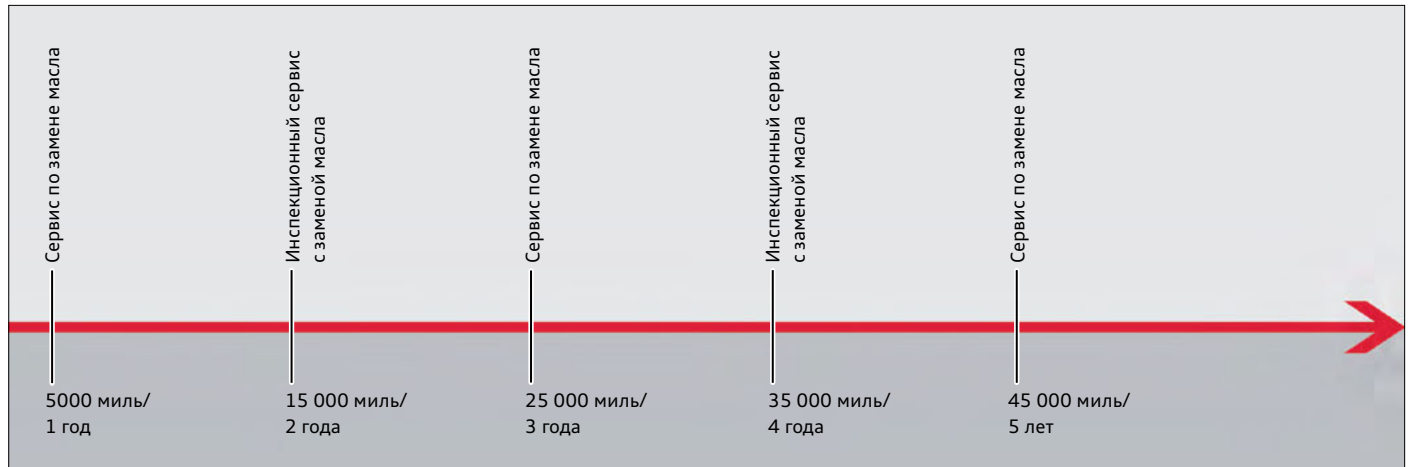 Сервис по замене масла
Инспекционный сервис
с заменой масла
Сервис по замене масла
Инспекционный сервис
с заменой масла
Сервис по замене масла
5000 миль/
1 год
15 000 миль/
2 года
25 000 миль/
3 года
35 000 миль/
4 года
45 000 миль/
5 лет